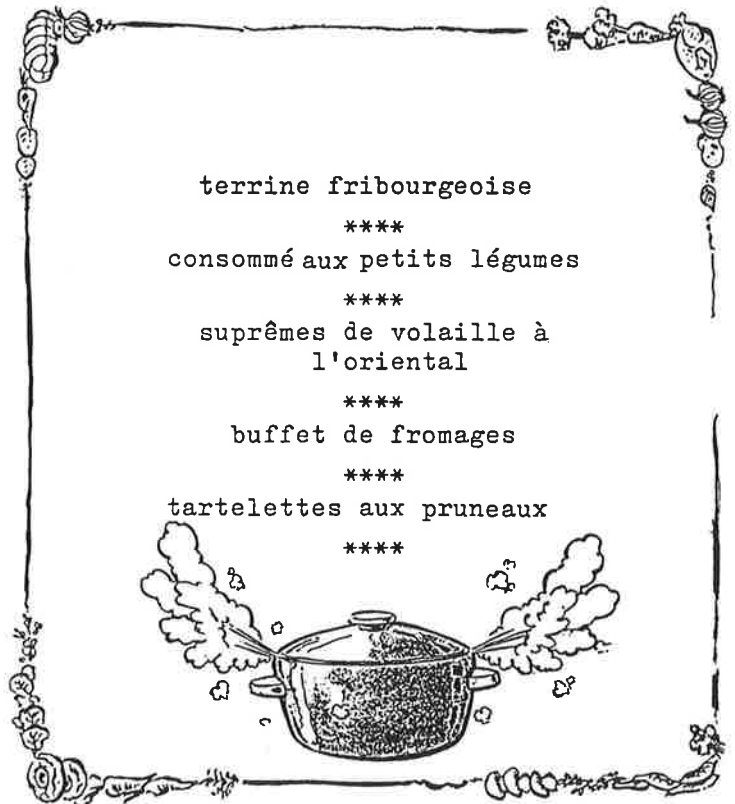 terrine fribourgeoise
****
consommé aux petits légumes
****
suprêmes de volaille à
l'oriental
****
buffet de fromages
****
tartelettes aux pruneaux
****